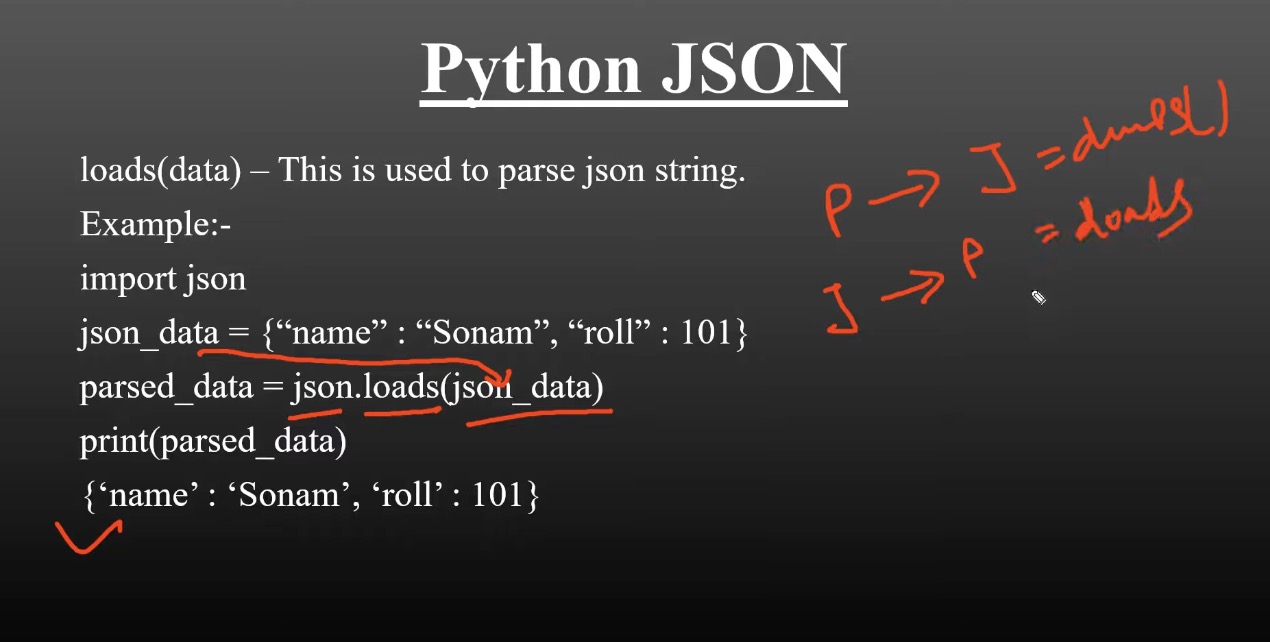 Python JSON
loads(data) – This is used to parse json string.
Example:-
import json
json_data = {“name” : “Sonam”, “roll” : 101}
parsed_data = json.loads(json_data)
print(parsed_data)
{‘name’ : ‘Sonam’, ‘roll’ : 101}
P → J = dumps()
J → P = loads